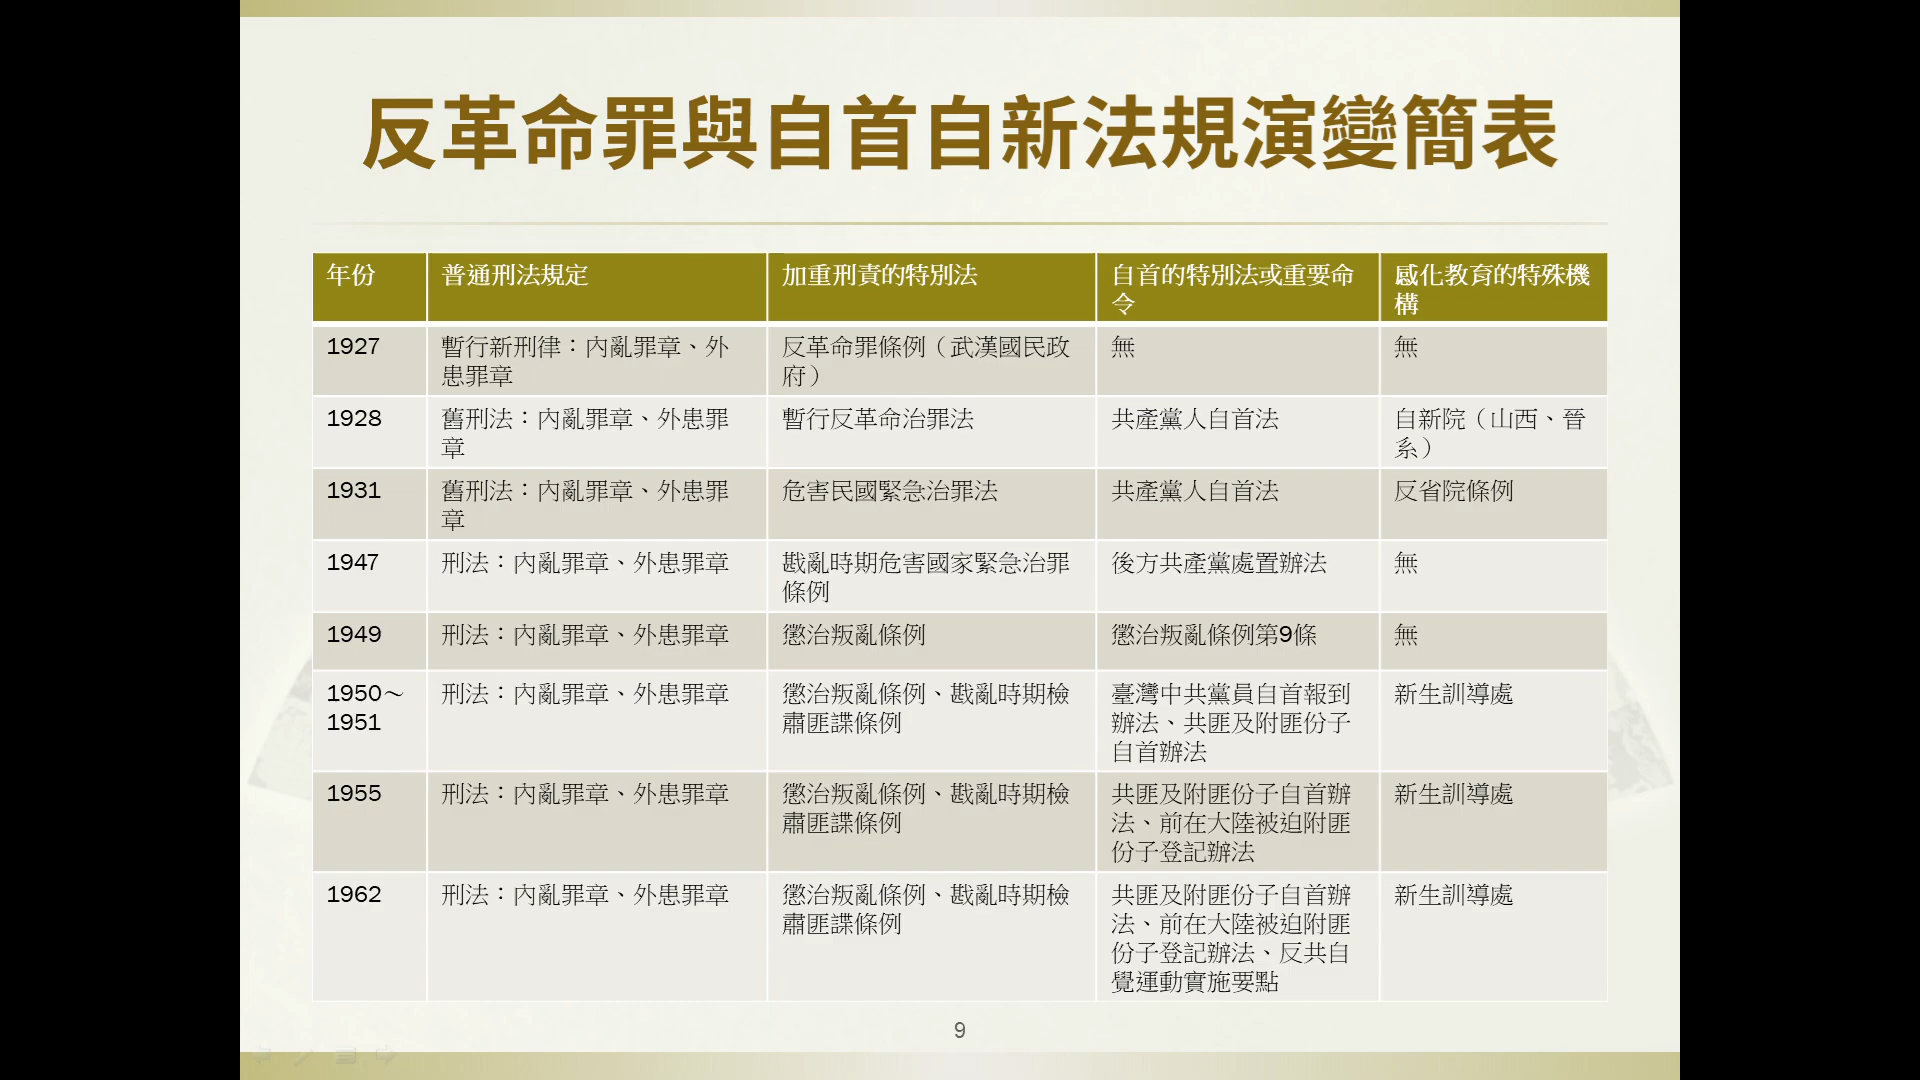 反革命罪與自首自新法規演變簡表
年份
普通刑法規定
加重刑責的特別法
自首的特別法或重要命
令
感化教育的特殊機
構
1927
暫行新刑律：內亂罪章、外
患罪章
反革命罪條例（武漢國民政
府）
無
無
1928
舊刑法：內亂罪章、外患罪
章
暫行反革命治罪法
共產黨人自首法
自新院（山西、晉
系）
1931
舊刑法：內亂罪章、外患罪
章
危害民國緊急治罪法
共產黨人自首法
反省院條例
1947
刑法：內亂罪章、外患罪章
戡亂時期危害國家緊急治罪
條例
後方共產黨處置辦法
無
1949
刑法：內亂罪章、外患罪章
懲治叛亂條例
懲治叛亂條例第9條
無
1950～
1951
刑法：內亂罪章、外患罪章
懲治叛亂條例、戡亂時期檢
肅匪諜條例
臺灣中共黨員自首報到
辦法、共匪及附匪份子
自首辦法
新生訓導處
1955
刑法：內亂罪章、外患罪章
懲治叛亂條例、戡亂時期檢
肅匪諜條例
共匪及附匪份子自首辦
法、前在大陸被迫附匪
份子登記辦法
新生訓導處
1962
刑法：內亂罪章、外患罪章
懲治叛亂條例、戡亂時期檢
肅匪諜條例
共匪及附匪份子自首辦
法、前在大陸被迫附匪
份子登記辦法、反共自
覺運動實施要點
新生訓導處
9